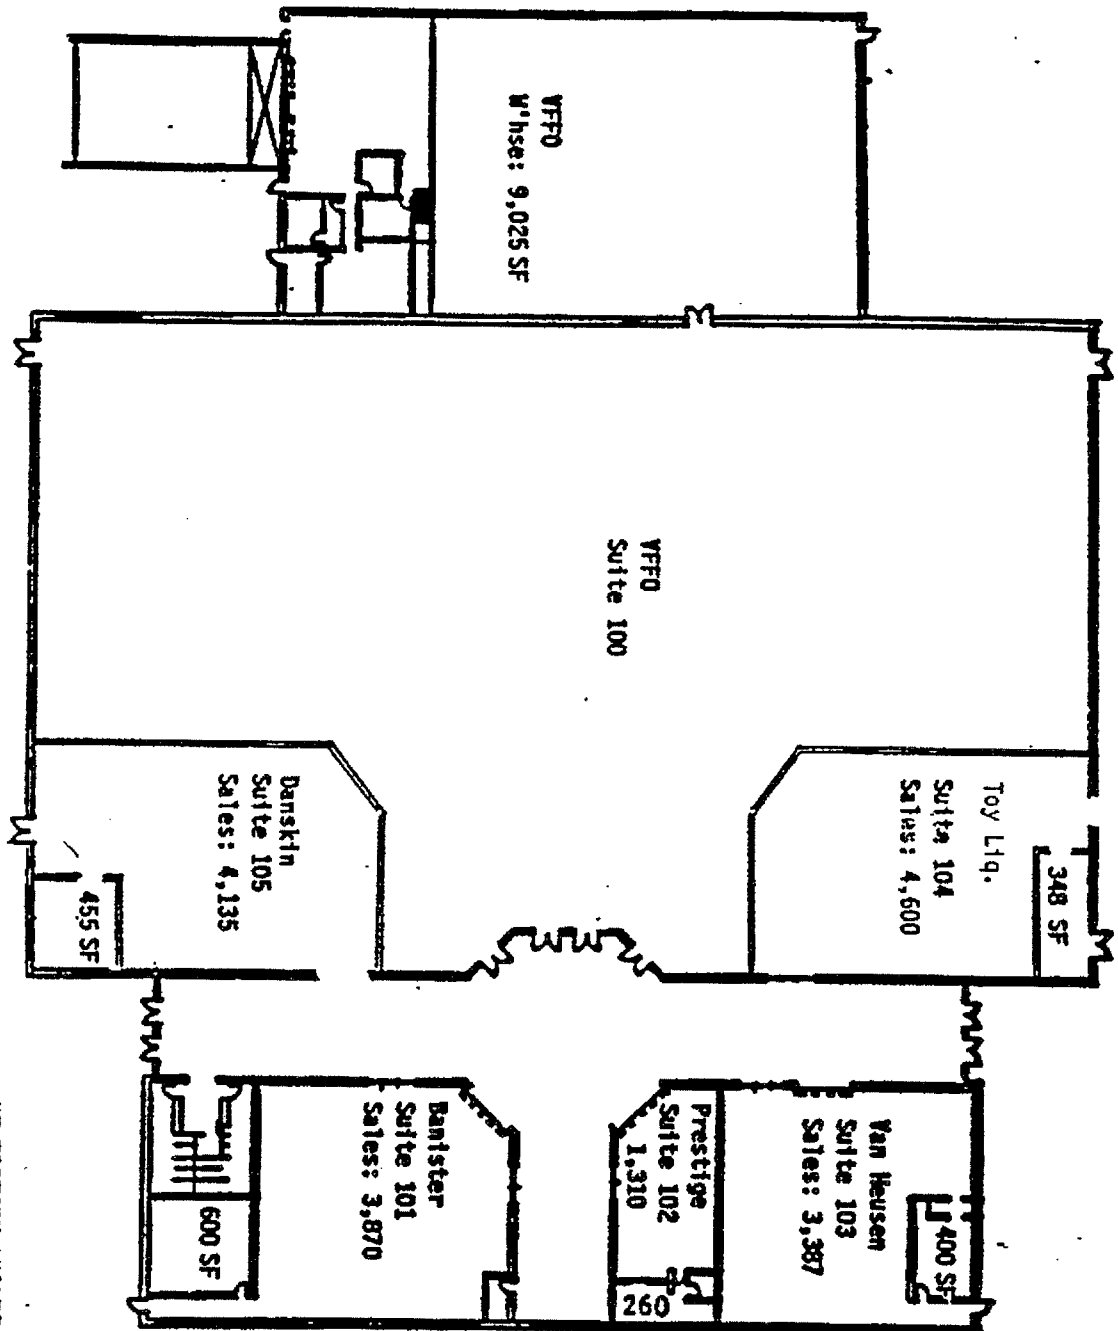 VFFO
W'hse: 9,025 SF
VFFO
Suite 100
Toy Liq.
Suite 104
Sales: 4,600
348 SF
Danskin
Suite 105
Sales: 4,135
455 SF
Van Heusen
Suite 103
Sales: 3,387
400 SF
Prestige
Suite 102
1,310
260
Banister
Suite 101
Sales: 3,870
600 SF